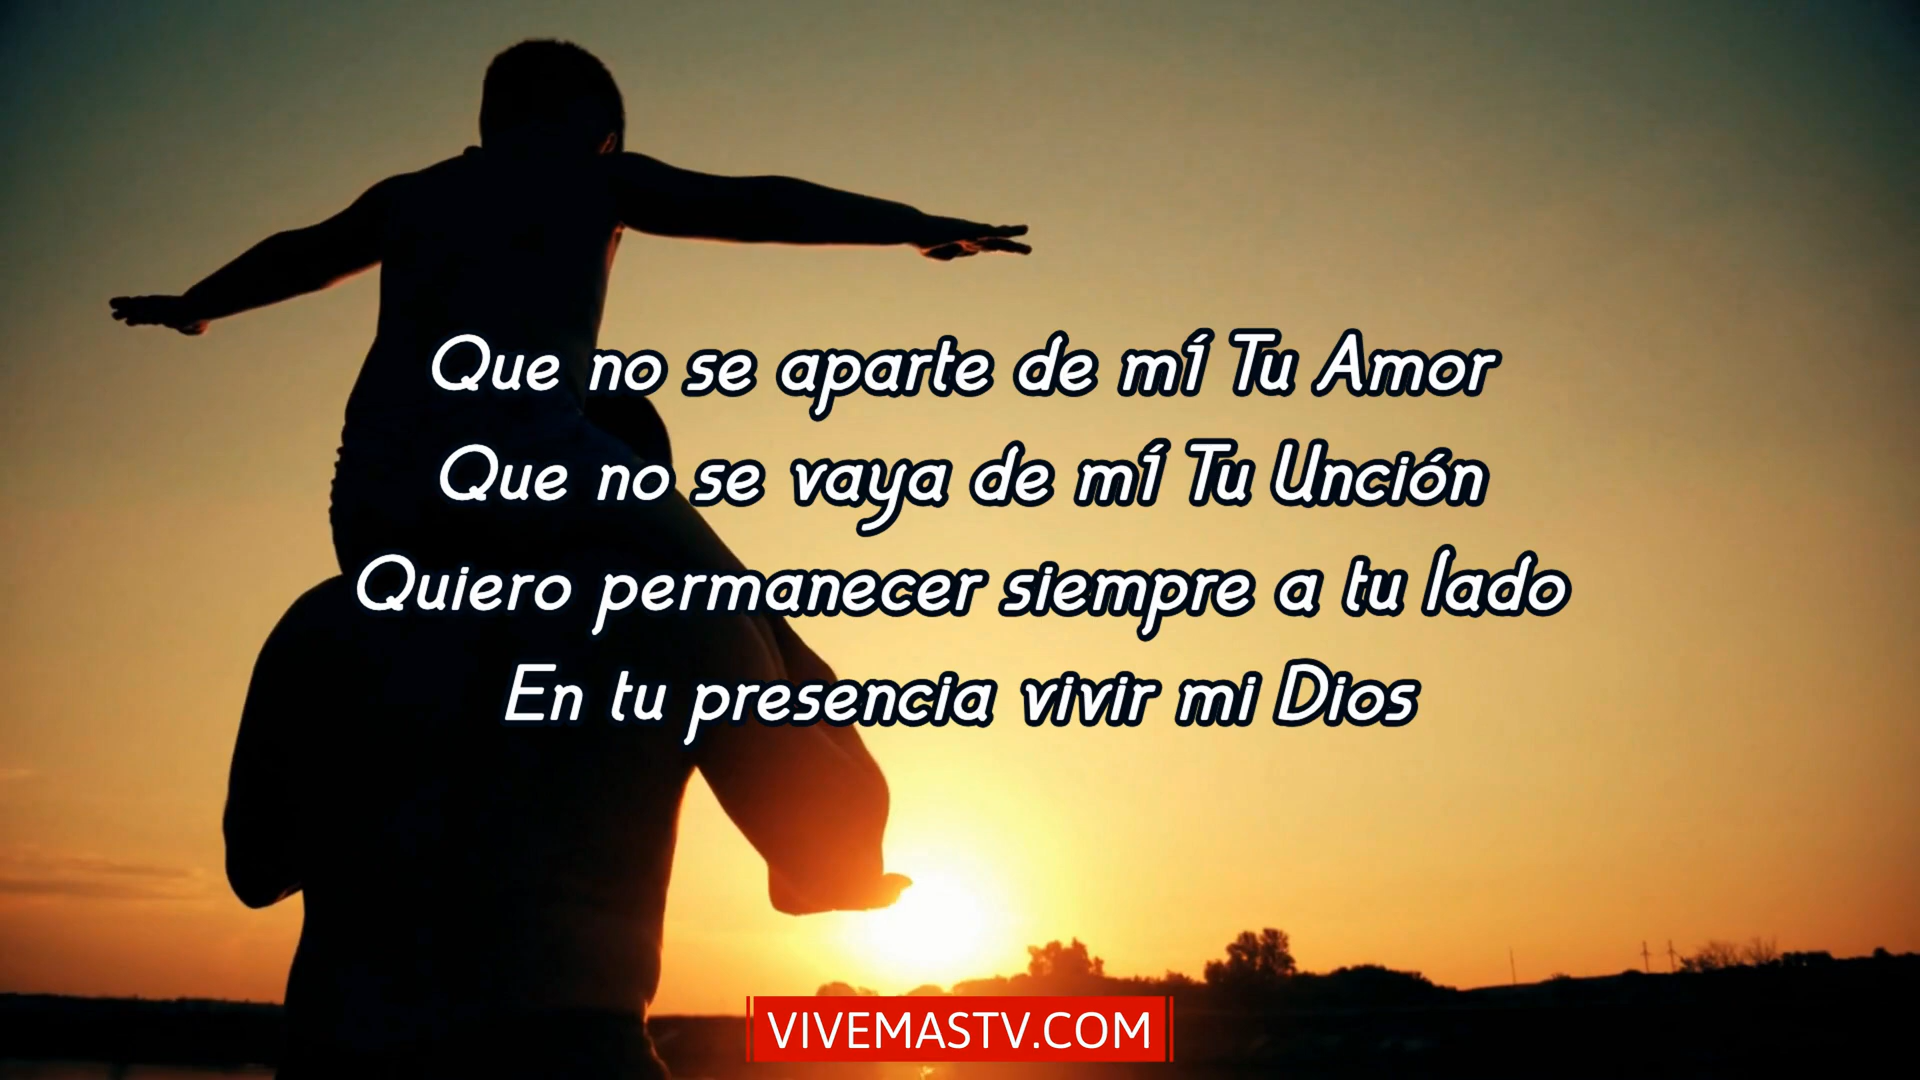 Que no se aparte de mí Tu Amor
Que no se vaya de mí Tu Unción
Quiero permanecer siempre a tu lado
En tu presencia vivir mi Dios
VIVEMASTV.COM